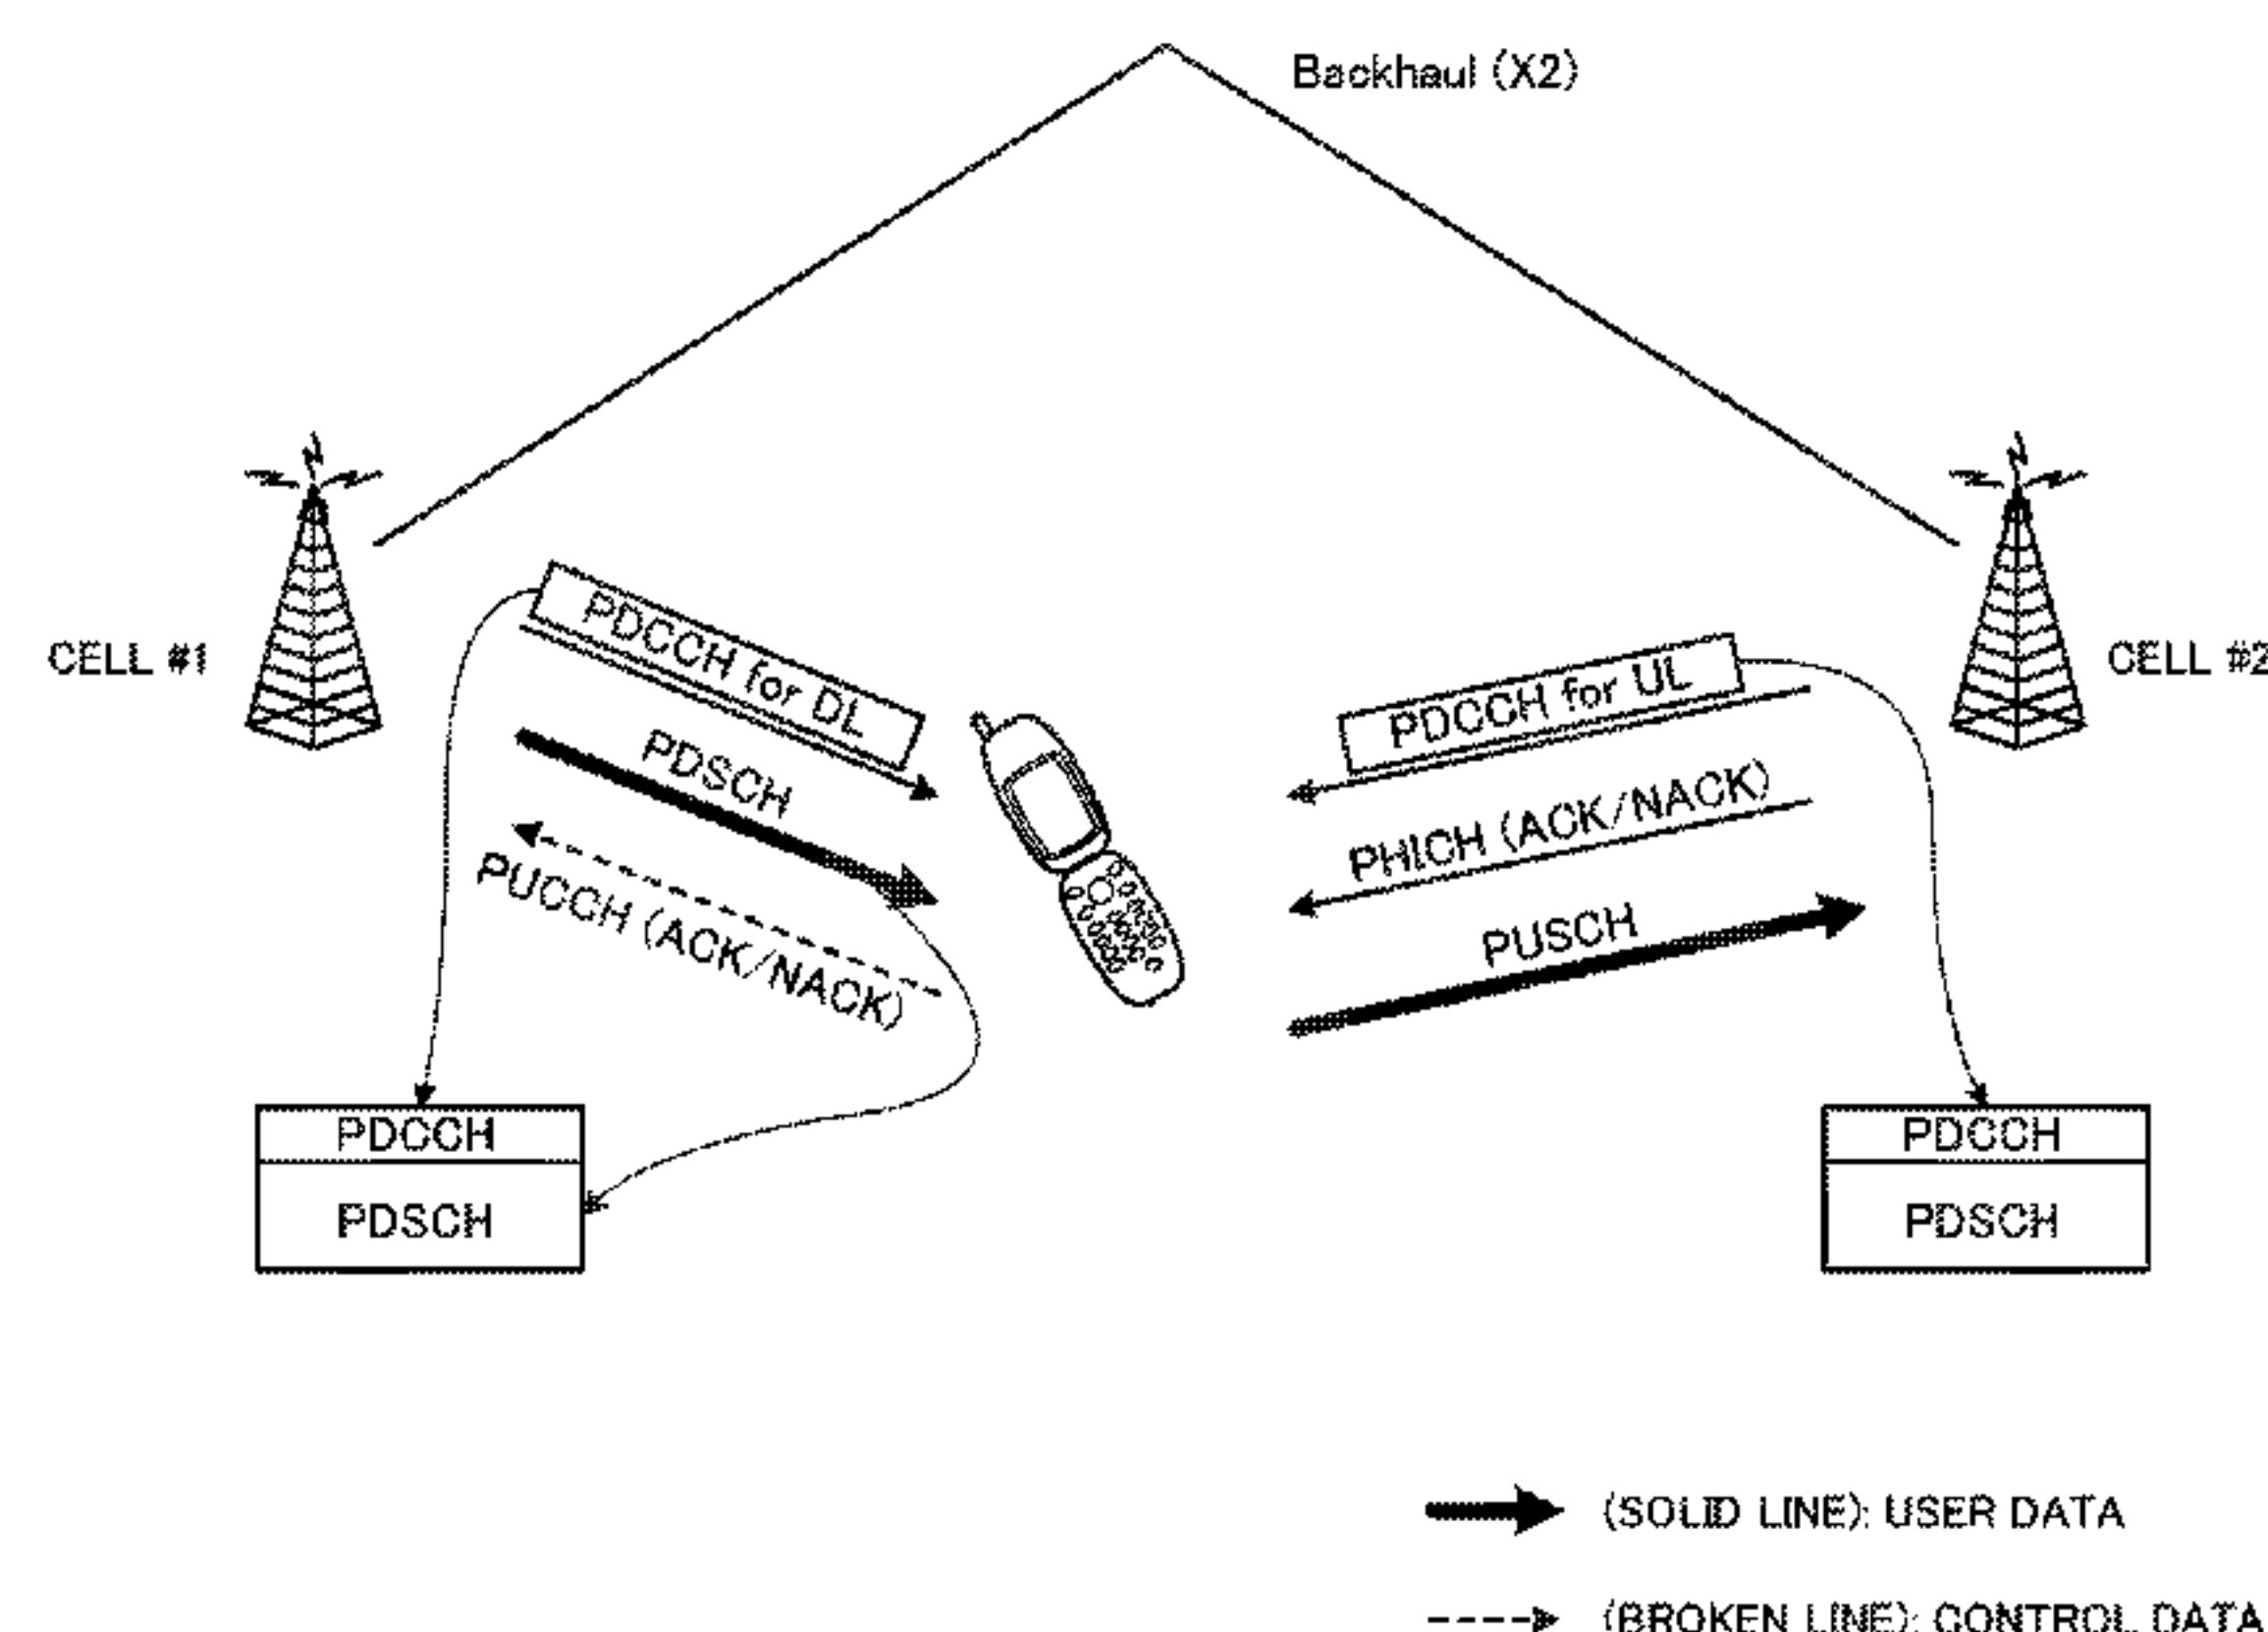 Backhaul (X2)
CELL #1
PDCCH for DL
PDSCH
PUCCH (ACK/NACK)
PDCCH for UL
PHICH (ACK/NACK)
PUSCH
CELL #2
PDCCH
PDSCH
PDCCH
PDSCH
(SOLID LINE): USER DATA
(BROKEN LINE): CONTROL DATA